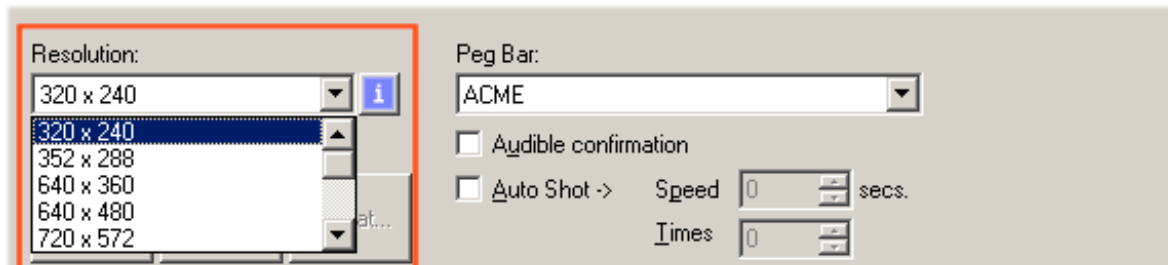 Resolution:
320 x 240
i
320 x 240
352 x 288
640 x 360
640 x 480
720 x 572
at...
Peg Bar:
ACME
Audible confirmation
Auto Shot -> Speed 0 secs.
Times 0